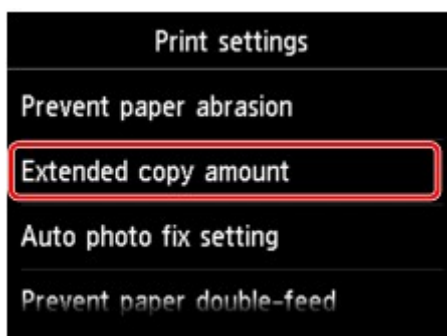 Print settings
Prevent paper abrasion
Extended copy amount
Auto photo fix setting
Prevent paper double-feed